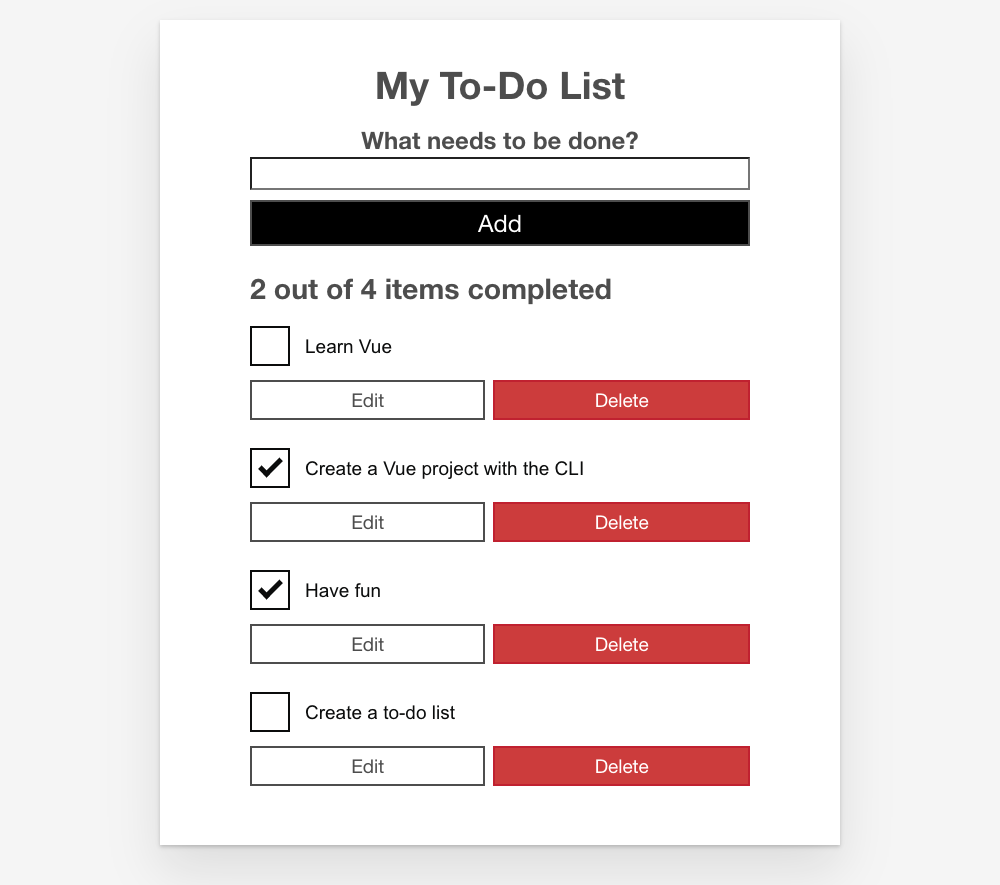 My To-Do List
What needs to be done?
Add
2 out of 4 items completed
Learn Vue
Edit Delete
Create a Vue project with the CLI
Edit Delete
Have fun
Edit Delete
Create a to-do list
Edit Delete